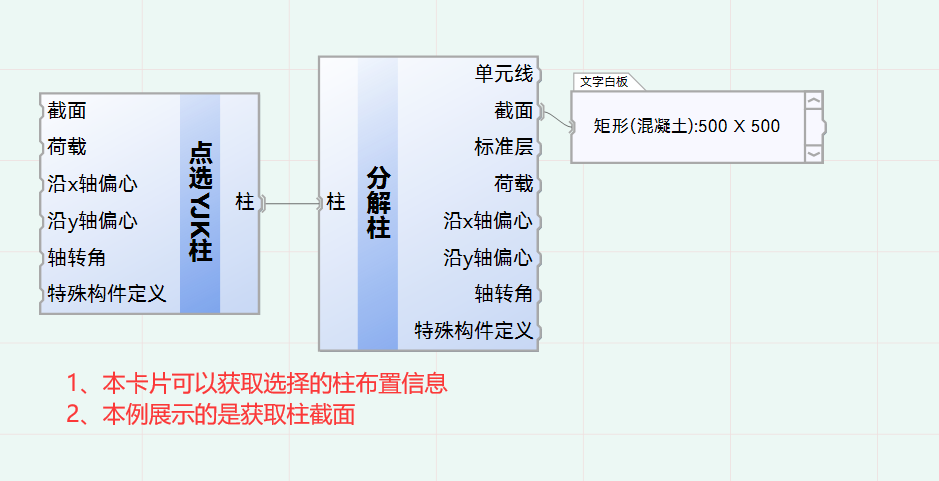 截面
荷载
沿x轴偏心
沿y轴偏心
轴转角
特殊构件定义
点选YJK柱
柱
柱
分解柱
单元线
截面
标准层
荷载
沿x轴偏心
沿y轴偏心
轴转角
特殊构件定义
文字白板
矩形(混凝土):500 X 500
1、本卡片可以获取选择的柱布置信息
2、本例展示的是获取柱截面